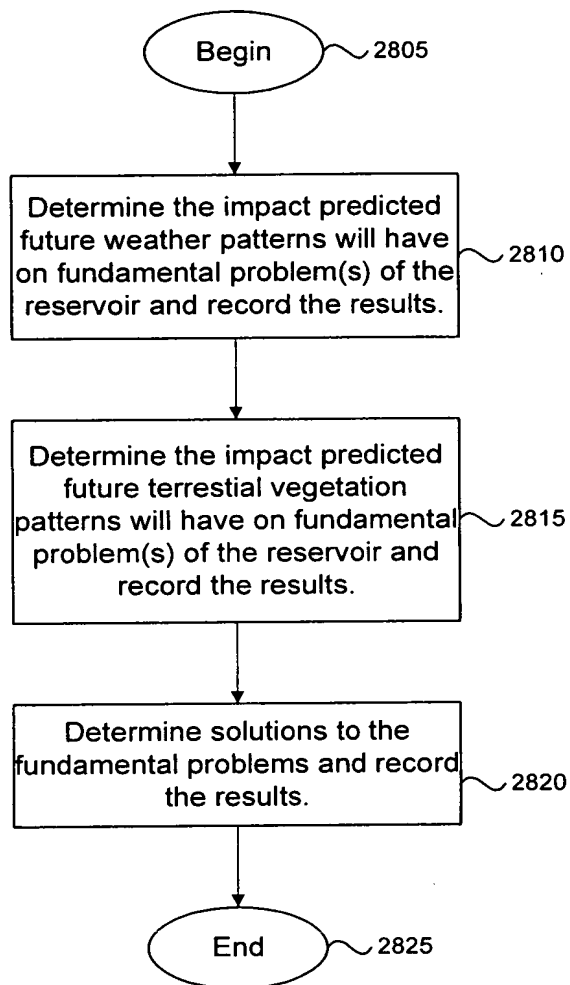 Begin
2805
Determine the impact predicted
future weather patterns will have
on fundamental problem(s) of the
reservoir and record the results.
2810
Determine the impact predicted
future terrestial vegetation
patterns will have on fundamental
problem(s) of the reservoir and
record the results.
2815
Determine solutions to the
fundamental problems and record
the results.
2820
End
2825